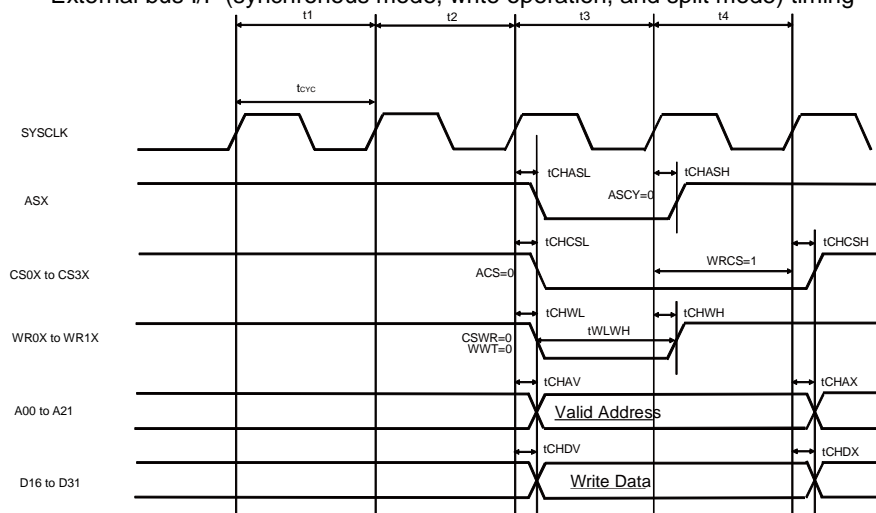 External bus I/F (synchronous mode, write operation, and split mode) timing
t1 t2 t3 t4
tCYC
SYSCLK
tCHASL tCHASH
ASCY=0
ASX
tCHCSL tCHCSH
WRCS=1
CS0X to CS3X
ACS=0
tCHWL tCHWH
tWLWH
WR0X to WR1X
CSWR=0
WWT=0
tCHAV tCHAX
A00 to A21
Valid Address
tCHDV tCHDX
D16 to D31
Write Data